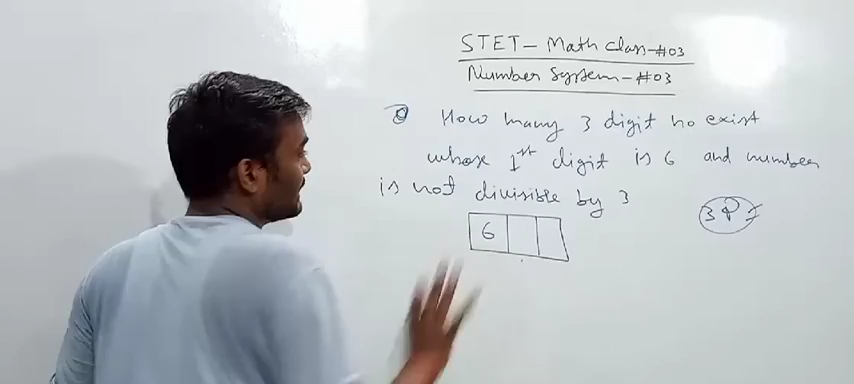 STET - Math Class - #03
Number System - #03
Q How many 3 digit no exist
whose 1st digit is 6 and number
is not divisible by 3
6